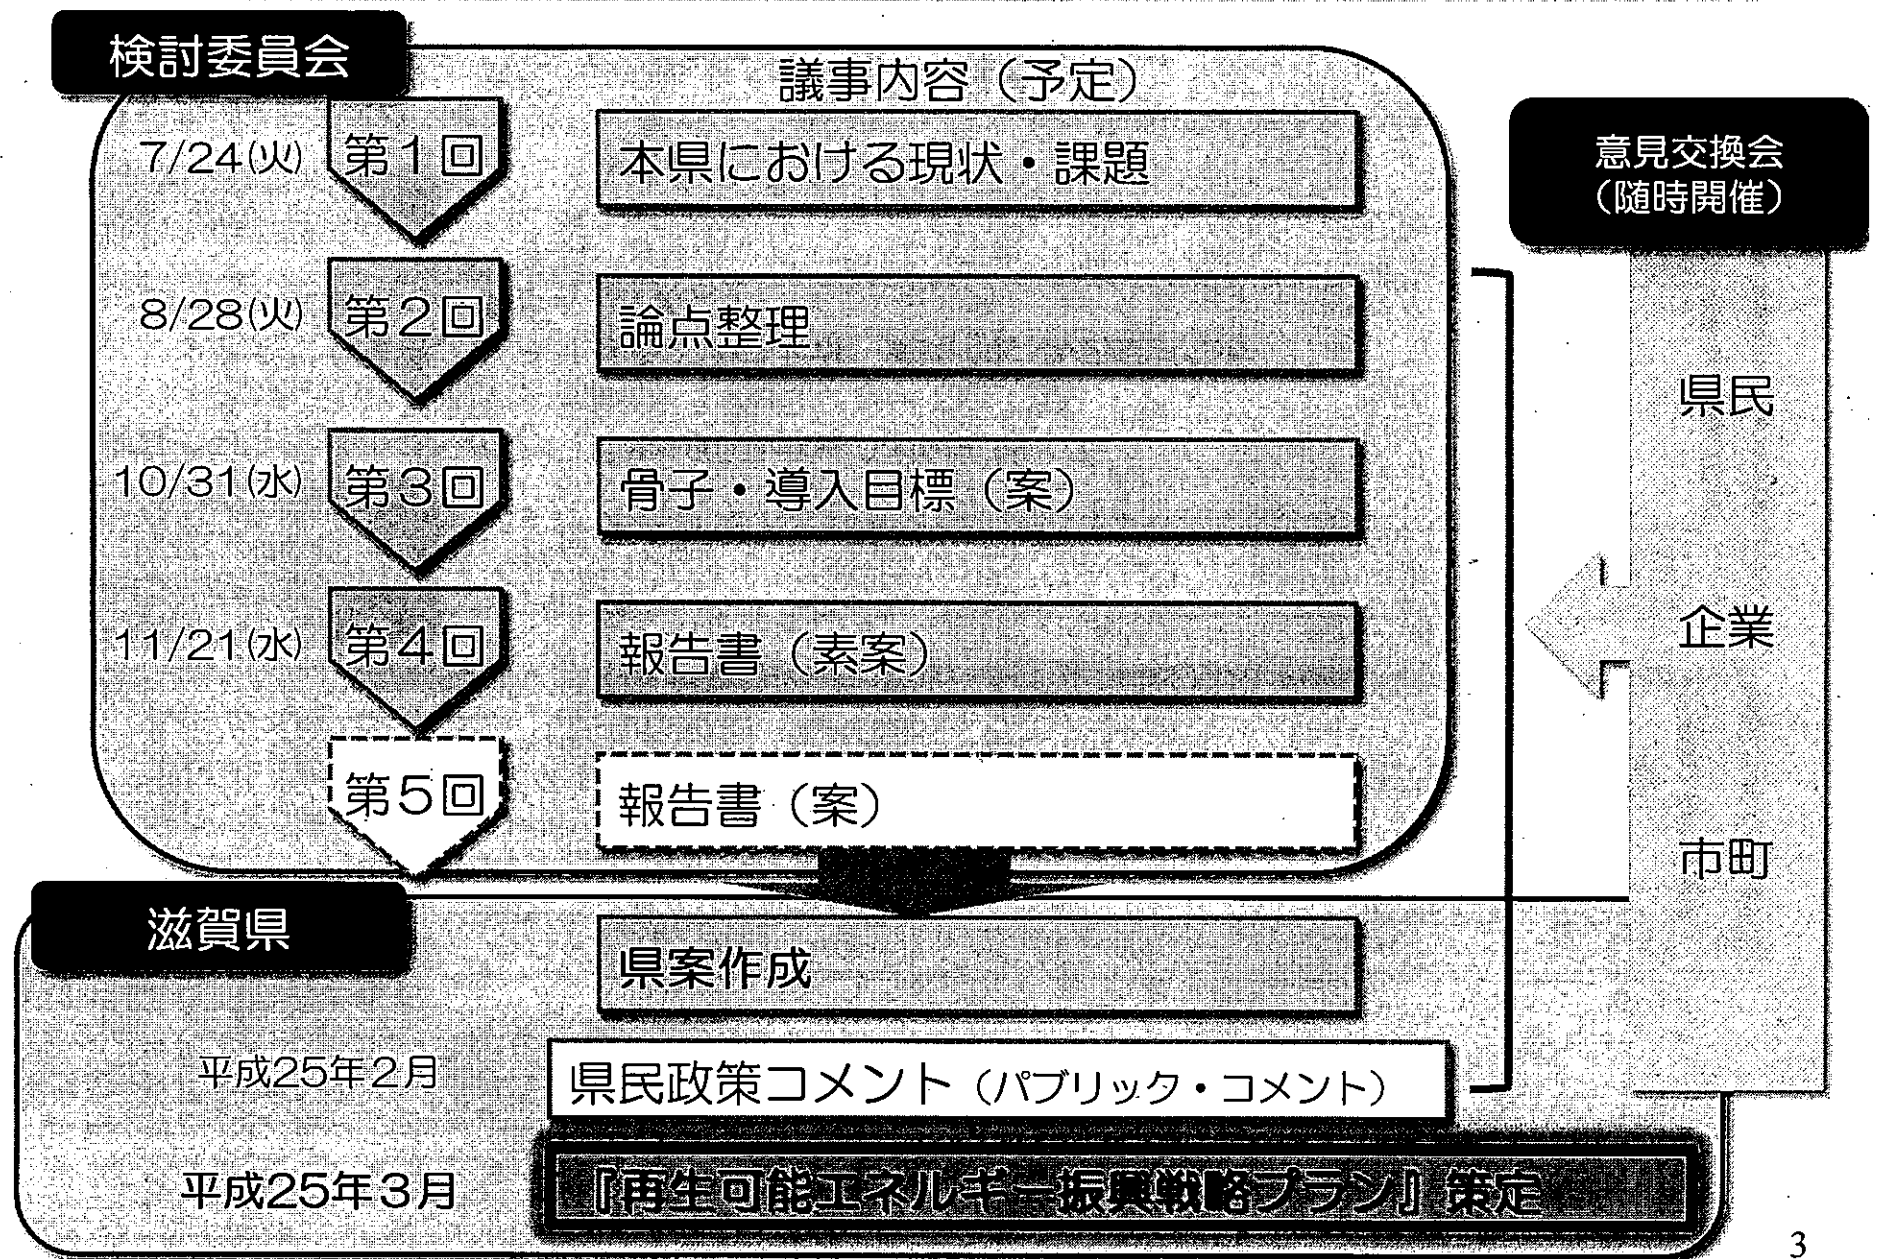 検討委員会
議事内容（予定）
7/24(火) 第1回 本県における現状・課題
8/28(火) 第2回 論点整理
10/31(水) 第3回 骨子・導入目標（案）
11/21(水) 第4回 報告書（素案）
第5回 報告書（案）
意見交換会
（随時開催）
県民
企業
市町
滋賀県
県案作成
平成25年2月 県民政策コメント（パブリック・コメント）
平成25年3月 『再生可能エネルギー振興戦略プラン』策定
3